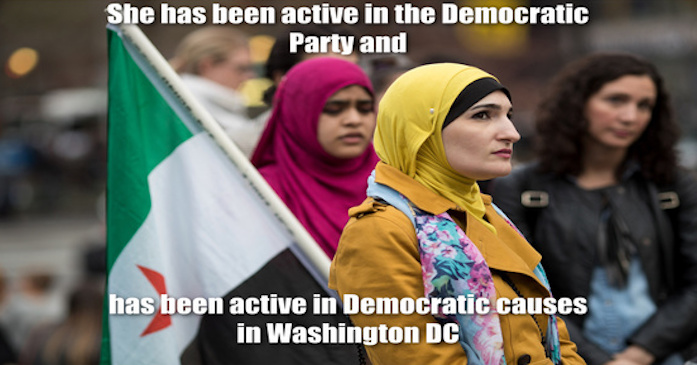 She has been active in the Democratic
Party and
has been active in Democratic causes
in Washington DC